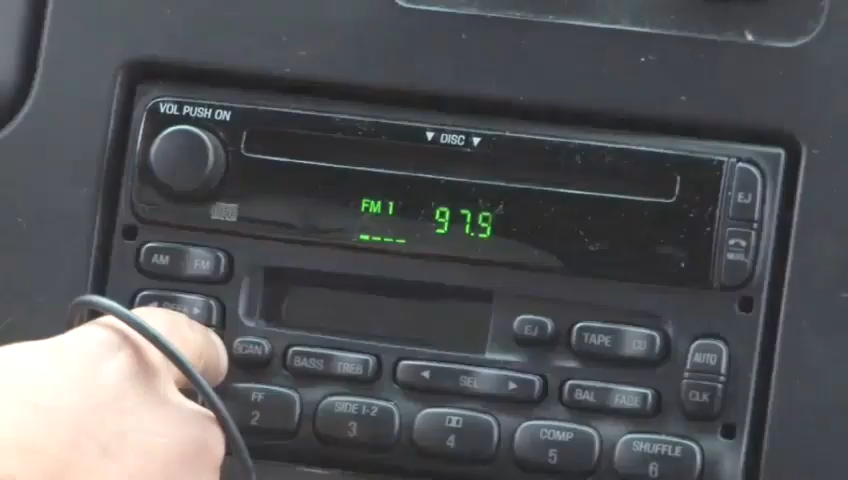 VOL PUSH ON
▼ DISC ▼
EJ
FM 1
97.9
AM FM
◀ SEEK ▶
EJ
TAPE CD
AUTO
SCAN
BASS TREB
◀ SEL ▶
BAL FADE
CLK
FF
2
SIDE 1-2
3
4
COMP
5
SHUFFLE
6